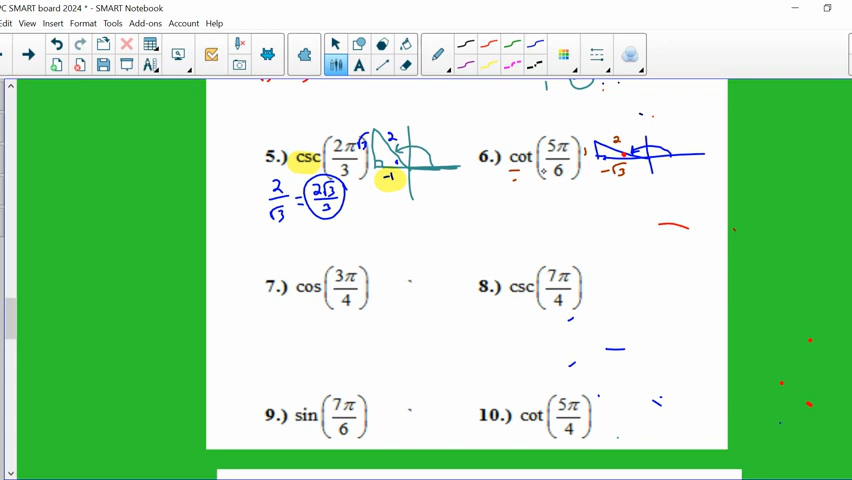 PC SMART board 2024 * - SMART Notebook
Edit View Insert Format Tools Add-ons Account Help
5.) csc(2π/3) √3 2 -1
2/√3 = 2√3/3
6.) cot(5π/6) 1 2 -√3
7.) cos(3π/4)
8.) csc(7π/4)
9.) sin(7π/6)
10.) cot(5π/4)